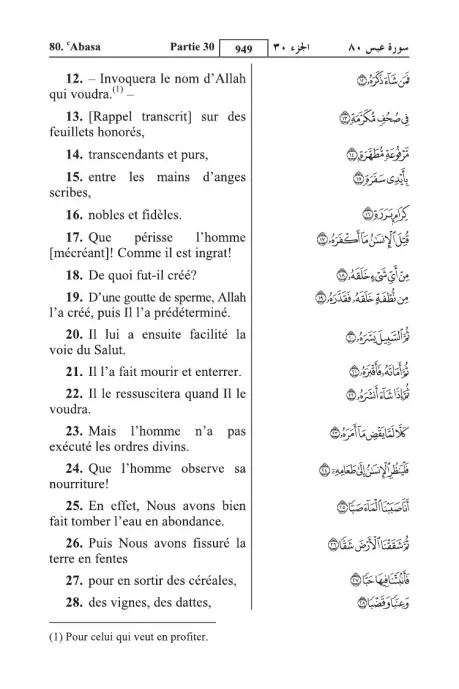 80. ᶜAbasa Partie 30 949 الجزء ٣٠ سورة عبس ٨٠
12. – Invoquera le nom d’Allah
qui voudra.(1) –
فَمَن شَآءَ ذَكَرَهُۥ ١٢
13. [Rappel transcrit] sur des
feuillets honorés,
فِى صُحُفٍ مُّكَرَّمَةٍ ١٣
14. transcendants et purs,
مَّرْفُوعَةٍ مُّطَهَّرَةٍ ١٤
15. entre les mains d’anges
scribes,
بِأَيْدِى سَفَرَةٍ ١٥
16. nobles et fidèles.
كِرَامٍۭ بَرَرَةٍ ١٦
17. Que périsse l’homme
[mécréant]! Comme il est ingrat!
قُتِلَ ٱلْإِنسَٰنُ مَآ أَكْفَرَهُۥ ١٧
18. De quoi fut-il créé?
مِنْ أَىِّ شَىْءٍ خَلَقَهُۥ ١٨
19. D’une goutte de sperme, Allah
l’a créé, puis Il l’a prédéterminé.
مِن نُّطْفَةٍ خَلَقَهُۥ فَقَدَّرَهُۥ ١٩
20. Il lui a ensuite facilité la
voie du Salut.
ثُمَّ ٱلسَّبِيلَ يَسَّرَهُۥ ٢٠
21. Il l’a fait mourir et enterrer.
ثُمَّ أَمَاتَهُۥ فَأَقْبَرَهُۥ ٢١
22. Il le ressuscitera quand Il le
voudra.
ثُمَّ إِذَا شَآءَ أَنشَرَهُۥ ٢٢
23. Mais l’homme n’a pas
exécuté les ordres divins.
كَلَّا لَمَّا يَقْضِ مَآ أَمَرَهُۥ ٢٣
24. Que l’homme observe sa
nourriture!
فَلْيَنظُرِ ٱلْإِنسَٰنُ إِلَىٰ طَعَامِهِۦٓ ٢٤
25. En effet, Nous avons bien
fait tomber l’eau en abondance.
أَنَّا صَبَبْنَا ٱلْمَآءَ صَبًّا ٢٥
26. Puis Nous avons fissuré la
terre en fentes
ثُمَّ شَقَقْنَا ٱلْأَرْضَ شَقًّا ٢٦
27. pour en sortir des céréales,
فَأَنۢبَتْنَا فِيهَا حَبًّا ٢٧
28. des vignes, des dattes,
وَعِنَبًا وَقَضْبًا ٢٨
(1) Pour celui qui veut en profiter.